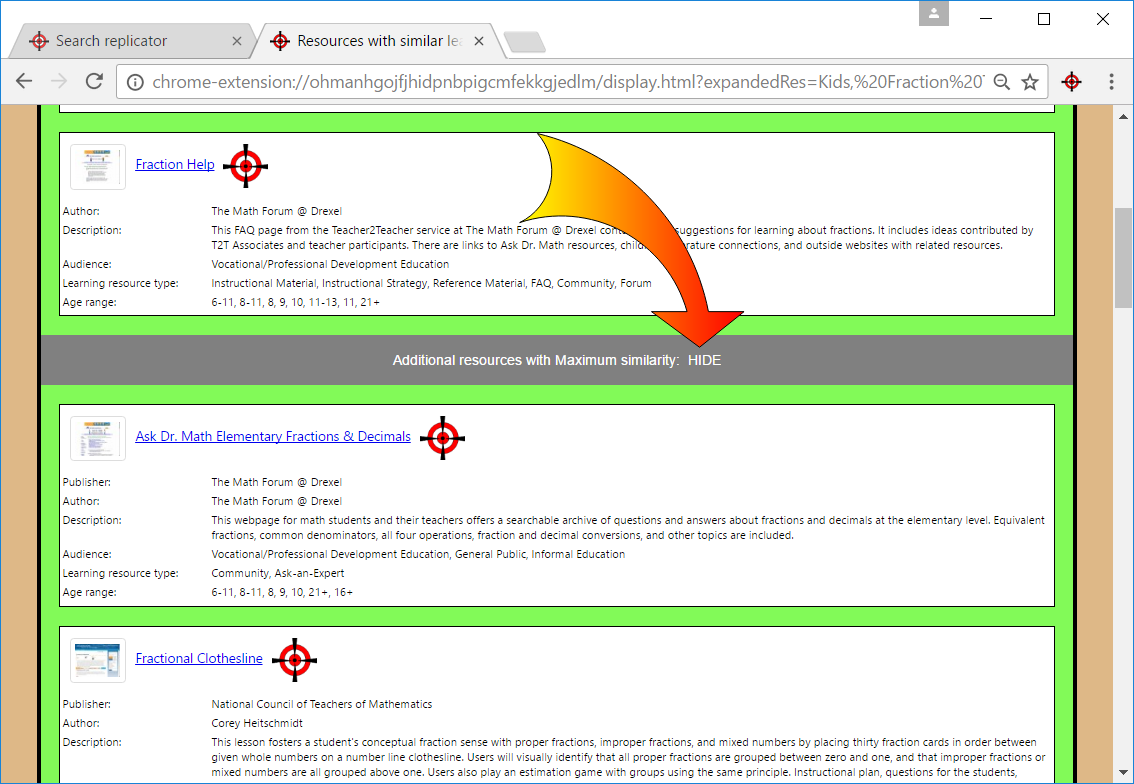 Search replicator
Resources with similar le
chrome-extension://ohmanhgojfjhidpnbpigcmfekkgjedlm/display.html?expandedRes=Kids,%20Fraction%20
Fraction Help
Author: The Math Forum @ Drexel
Description: This FAQ page from the Teacher2Teacher service at The Math Forum @ Drexel suggestions for learning about fractions. It includes ideas contributed by
T2T Associates and teacher participants. There are links to Ask Dr. Math resources, connections, and outside websites with related resources.
Audience: Vocational/Professional Development Education
Learning resource type: Instructional Material, Instructional Strategy, Reference Material, FAQ, Community, Forum
Age range: 6-11, 8-11, 8, 9, 10, 11-13, 11, 21+
Additional resources with Maximum similarity: HIDE
Ask Dr. Math Elementary Fractions & Decimals
Publisher: The Math Forum @ Drexel
Author: The Math Forum @ Drexel
Description: This webpage for math students and their teachers offers a searchable archive of questions and answers about fractions and decimals at the elementary level. Equivalent
fractions, common denominators, all four operations, fraction and decimal conversions, and other topics are included.
Audience: Vocational/Professional Development Education, General Public, Informal Education
Learning resource type: Community, Ask-an-Expert
Age range: 6-11, 8-11, 8, 9, 10, 21+, 16+
Fractional Clothesline
Publisher: National Council of Teachers of Mathematics
Author: Corey Heitschmidt
Description: This lesson fosters a student's conceptual fraction sense with proper fractions, improper fractions, and mixed numbers by placing thirty fraction cards in order between
given whole numbers on a number line clothesline. Users will visually identify that all proper fractions are grouped between zero and one, and that improper fractions or
mixed numbers are all grouped above one. Users also play an estimation game with groups using the same principle. Instructional plan, questions for the students,